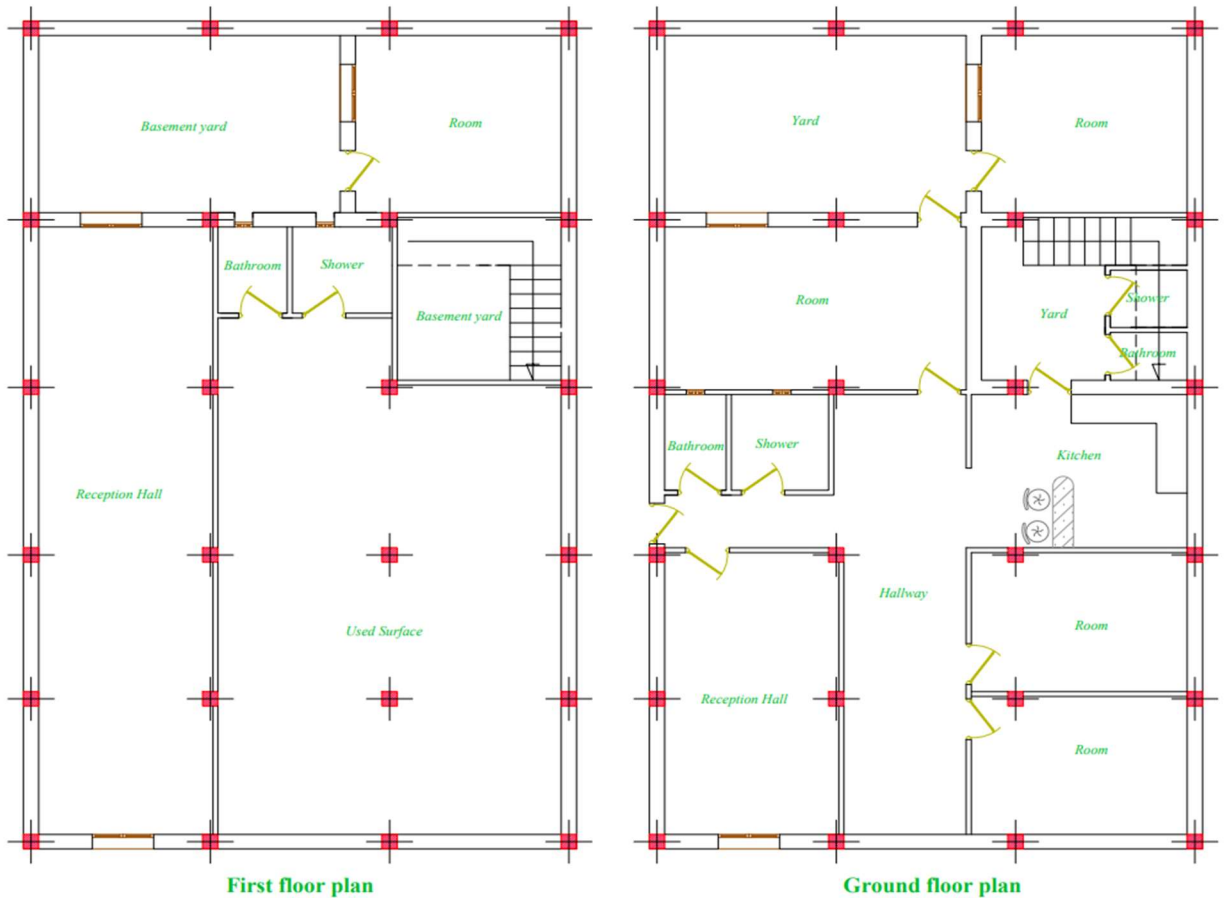 Basement yard
Room
Bathroom
Shower
Basement yard
Reception Hall
Used Surface
First floor plan
Yard
Room
Room
Yard
Shower
Bathroom
Bathroom
Shower
Kitchen
Hallway
Room
Reception Hall
Room
Ground floor plan